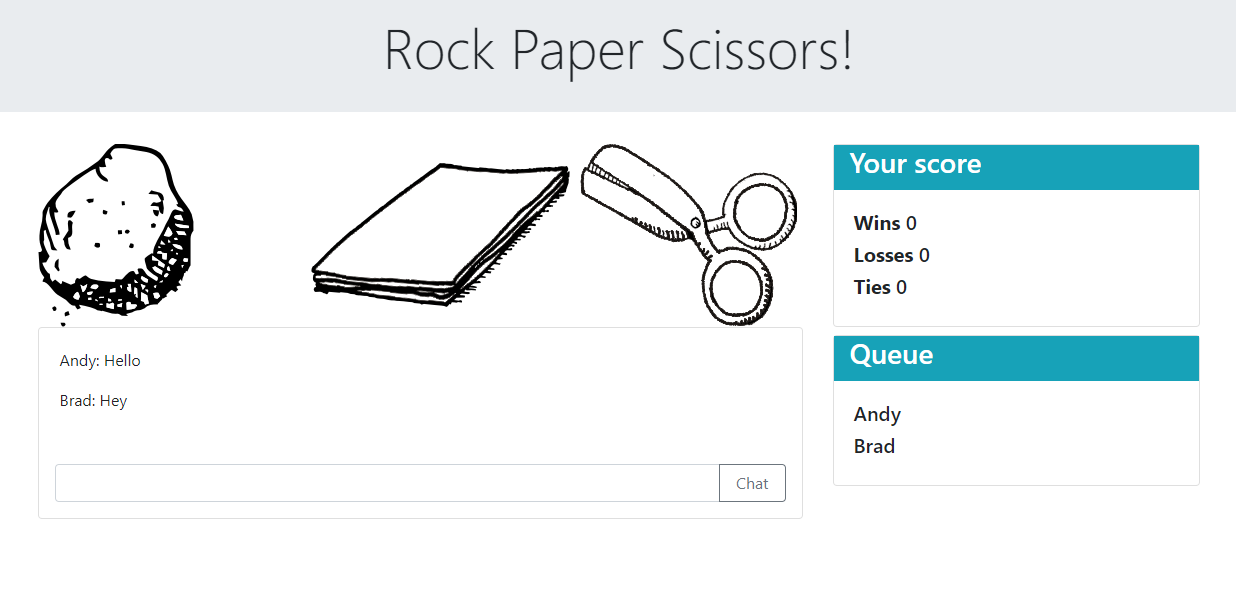 Rock Paper Scissors!
Andy: Hello
Brad: Hey
Chat
Your score
Wins 0
Losses 0
Ties 0
Queue
Andy
Brad